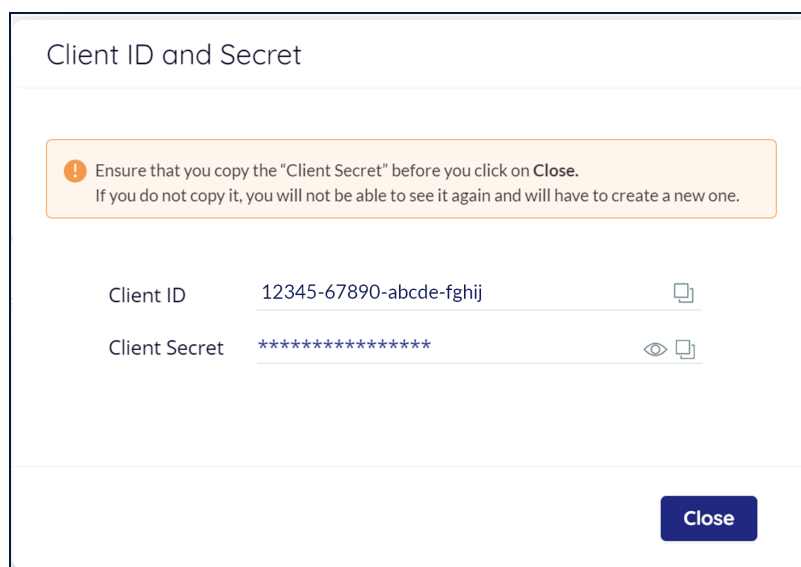 Client ID and Secret
Ensure that you copy the “Client Secret” before you click on Close.
If you do not copy it, you will not be able to see it again and will have to create a new one.
Client ID 12345-67890-abcde-fghij
Client Secret ****************
Close